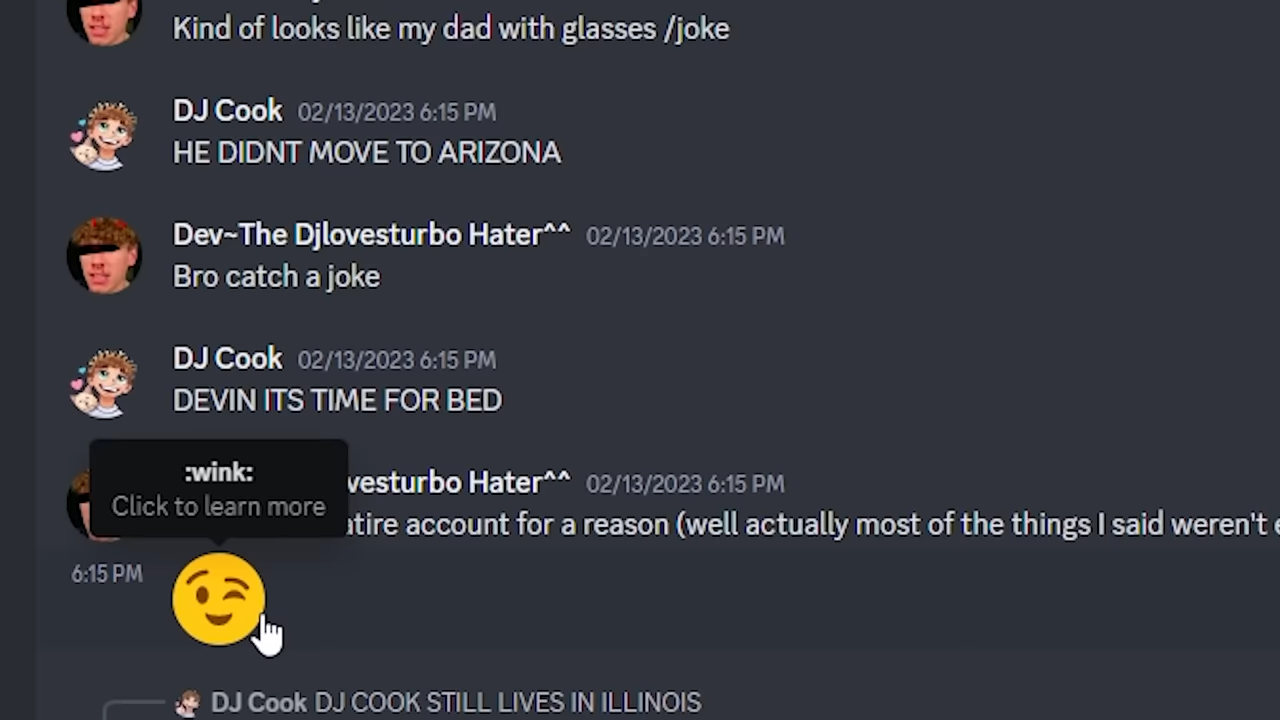 Kind of looks like my dad with glasses /joke
DJ Cook 02/13/2023 6:15 PM
HE DIDNT MOVE TO ARIZONA
Dev~The Djlovesturbo Hater^^ 02/13/2023 6:15 PM
Bro catch a joke
DJ Cook 02/13/2023 6:15 PM
DEVIN ITS TIME FOR BED
:wink:
Click to learn more
Hater^^ 02/13/2023 6:15 PM
account for a reason (well actually most of the things I said weren't
6:15 PM
DJ Cook DJ COOK STILL LIVES IN ILLINOIS